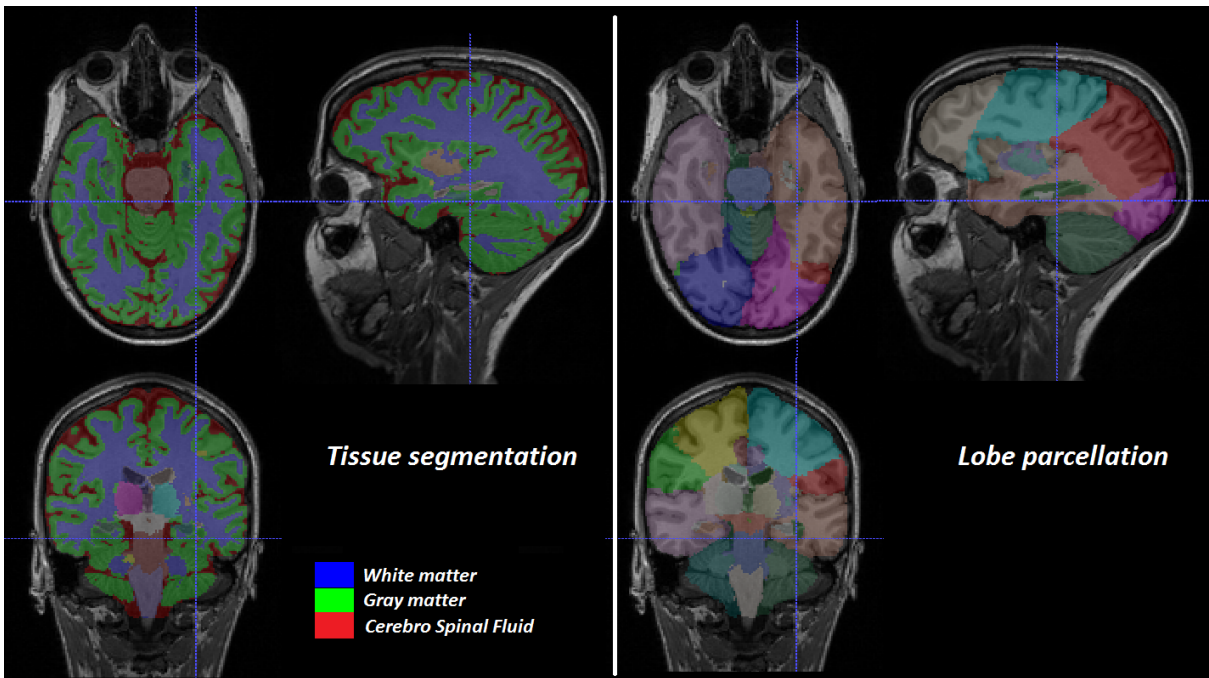 Tissue segmentation
White matter
Gray matter
Cerebro Spinal Fluid
r
Lobe parcellation